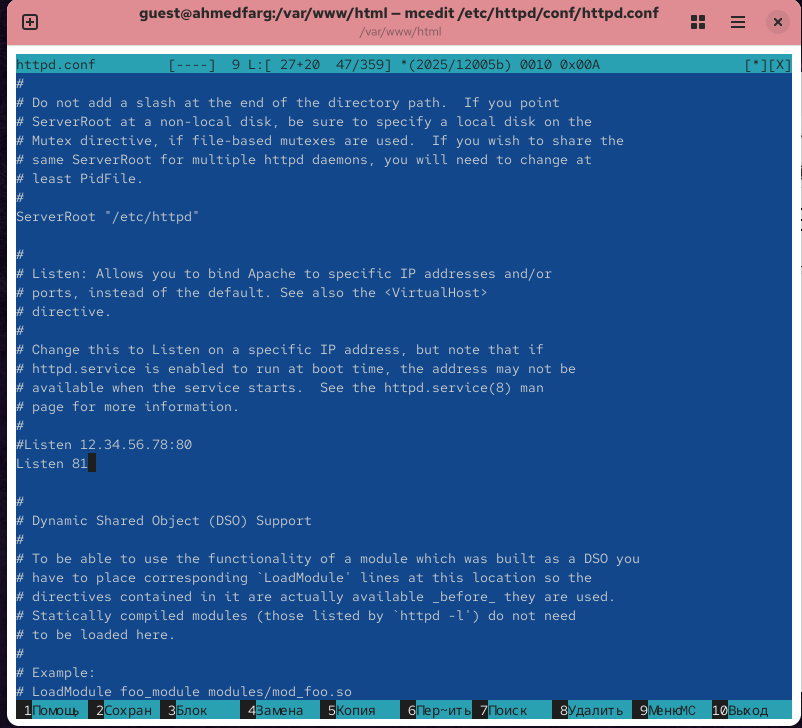 guest@ahmedfarg:/var/www/html — mcedit /etc/httpd/conf/httpd.conf
/var/www/html
httpd.conf [----] 9 L:[ 27+20 47/359] *(2025/12005b) 0010 0x00A [*][X]
#
# Do not add a slash at the end of the directory path. If you point
# ServerRoot at a non-local disk, be sure to specify a local disk on the
# Mutex directive, if file-based mutexes are used. If you wish to share the
# same ServerRoot for multiple httpd daemons, you will need to change at
# least PidFile.
#
ServerRoot "/etc/httpd"
#
# Listen: Allows you to bind Apache to specific IP addresses and/or
# ports, instead of the default. See also the <VirtualHost>
# directive.
#
# Change this to Listen on a specific IP address, but note that if
# httpd.service is enabled to run at boot time, the address may not be
# available when the service starts. See the httpd.service(8) man
# page for more information.
#
#Listen 12.34.56.78:80
Listen 81
#
# Dynamic Shared Object (DSO) Support
#
# To be able to use the functionality of a module which was built as a DSO you
# have to place corresponding `LoadModule' lines at this location so the
# directives contained in it are actually available _before_ they are used.
# Statically compiled modules (those listed by `httpd -l') do not need
# to be loaded here.
#
# Example:
# LoadModule foo_module modules/mod_foo.so
1Помощь 2Сохран 3Блок 4Замена 5Копия 6Пер~ить 7Поиск 8Удалить 9МенюMC 10Выход